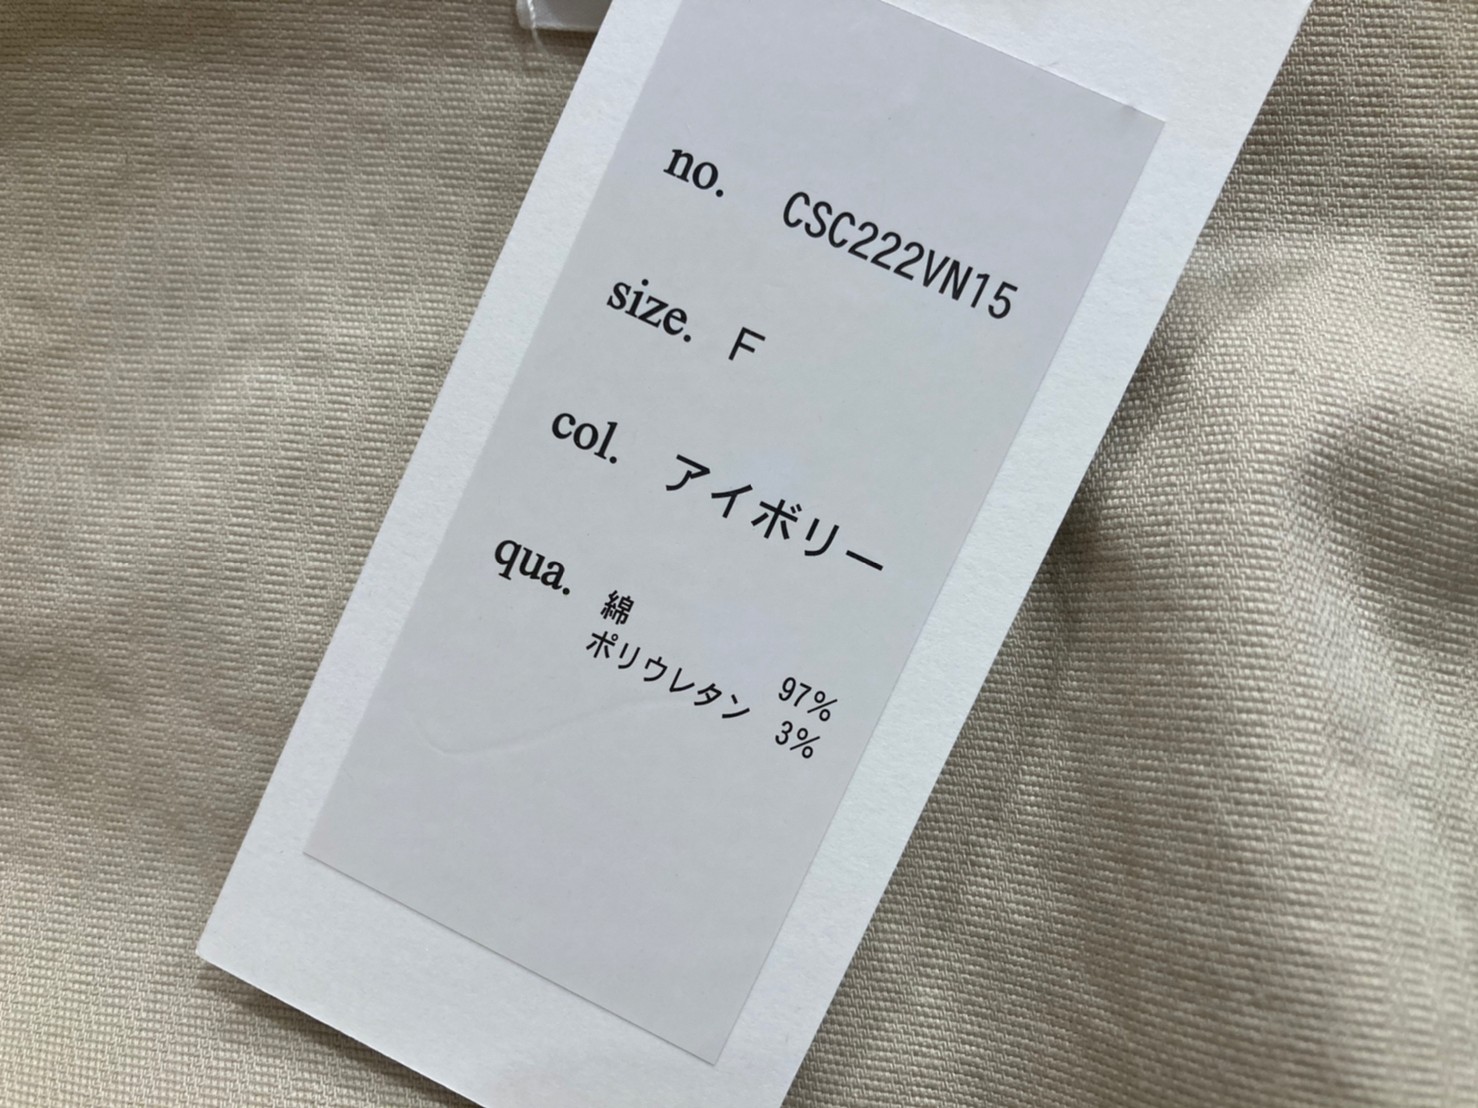 no. CSC222VN15
size. F
col. アイボリー
qua. 綿 97%
ポリウレタン 3%